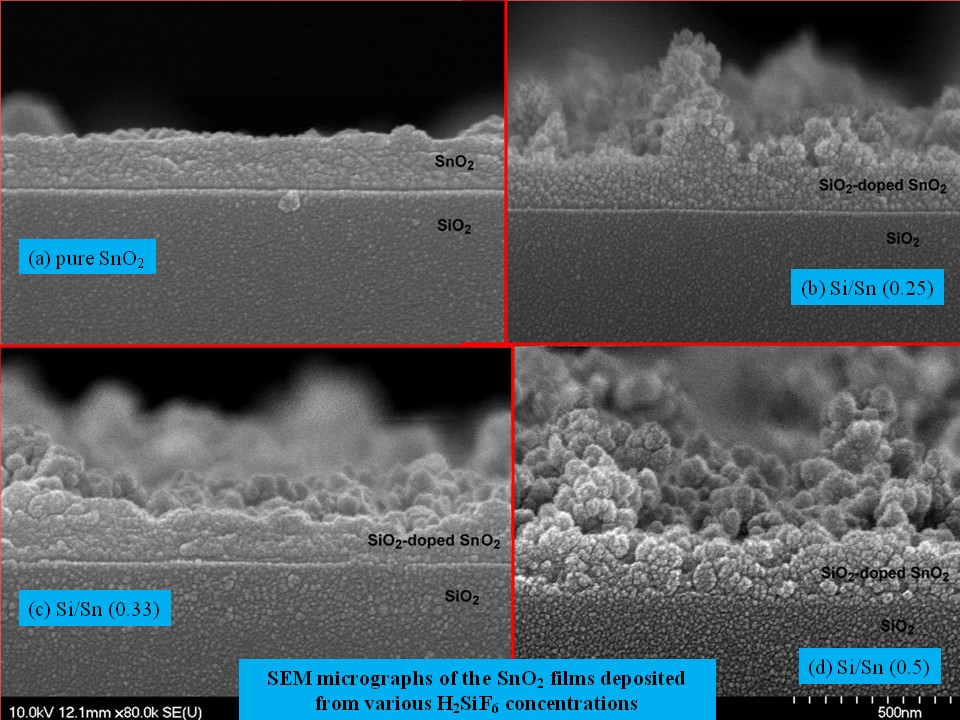 SnO₂
SiO₂
(a) pure SnO₂
SiO₂-doped SnO₂
SiO₂
(b) Si/Sn (0.25)
SiO₂-doped SnO₂
SiO₂
(c) Si/Sn (0.33)
SiO₂-doped SnO₂
SiO₂
(d) Si/Sn (0.5)
SEM micrographs of the SnO₂ films deposited
from various H₂SiF₆ concentrations
10.0kV 12.1mm x80.0k SE(U)
500nm